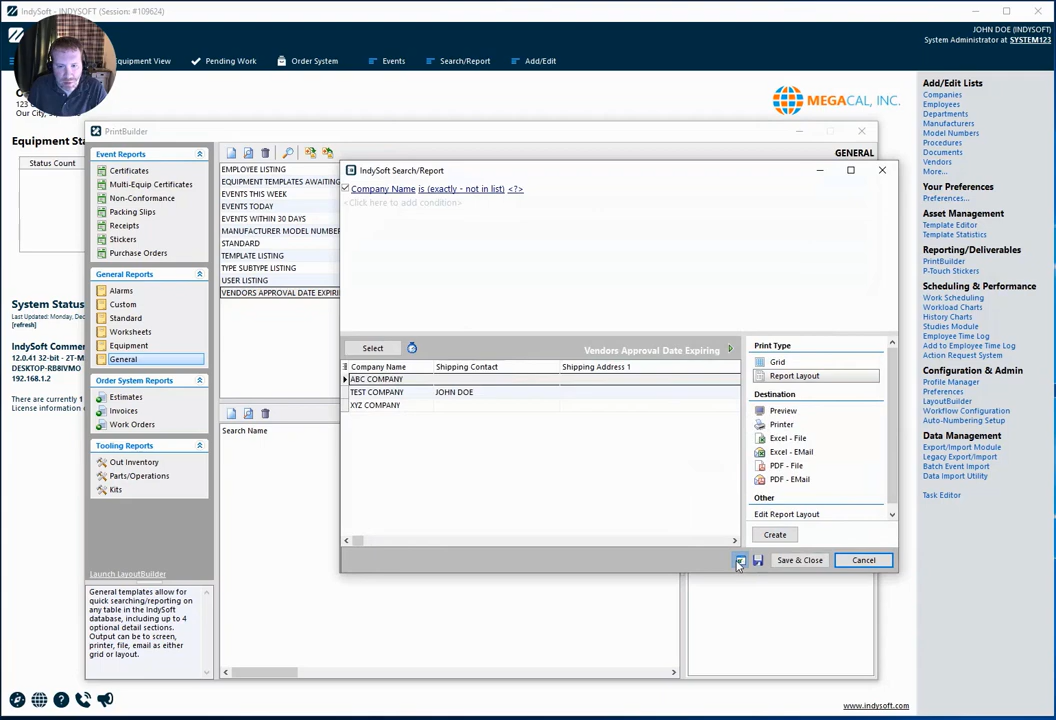 IndySoft - INDYSOFT (Session: #109624)
JOHN DOE (INDYSOFT)
System Administrator at SYSTEM123
Equipment View
Pending Work
Order System
Events
Search/Report
Add/Edit
123
Our City,
MEGACAL, INC.
Equipment Sta
Status Count
System Status
Last Updated: Monday, Dec
[refresh]
IndySoft Commer
12.0.41 32-bit - 2T-M
DESKTOP-RB8IVMO
192.168.1.2
There are currently 1
License information
PrintBuilder
Event Reports
Certificates
Multi-Equip Certificates
Non-Conformance
Packing Slips
Receipts
Stickers
Purchase Orders
General Reports
Alarms
Custom
Standard
Worksheets
Equipment
General
Order System Reports
Estimates
Invoices
Work Orders
Tooling Reports
Out Inventory
Parts/Operations
Kits
Launch LayoutBuilder
General templates allow for
quick searching/reporting on
any table in the IndySoft
database, including up to 4
optional detail sections.
Output can be to screen,
printer, file, email as either
grid or layout.
GENERAL
EMPLOYEE LISTING
EQUIPMENT TEMPLATES AWAITING
EVENTS THIS WEEK
EVENTS TODAY
EVENTS WITHIN 30 DAYS
MANUFACTURER MODEL NUMBER
STANDARD
TEMPLATE LISTING
TYPE SUBTYPE LISTING
USER LISTING
VENDORS APPROVAL DATE EXPIRI
Search Name
IndySoft Search/Report
Company Name is (exactly - not in list) <?>
<Click here to add condition>
Select
Vendors Approval Date Expiring
Company Name
Shipping Contact
Shipping Address 1
ABC COMPANY
TEST COMPANY
JOHN DOE
XYZ COMPANY
Print Type
Grid
Report Layout
Destination
Preview
Printer
Excel - File
Excel - EMail
PDF - File
PDF - EMail
Other
Edit Report Layout
Create
Save & Close
Cancel
Add/Edit Lists
Companies
Employees
Departments
Manufacturers
Model Numbers
Procedures
Documents
Vendors
More...
Your Preferences
Preferences...
Asset Management
Template Editor
Template Statistics
Reporting/Deliverables
PrintBuilder
P-Touch Stickers
Scheduling & Performance
Work Scheduling
Workload Charts
History Charts
Studies Module
Employee Time Log
Add to Employee Time Log
Action Request System
Configuration & Admin
Profile Manager
Preferences
LayoutBuilder
Workflow Configuration
Auto-Numbering Setup
Data Management
Export/Import Module
Legacy Export/Import
Batch Event Import
Data Import Utility
Task Editor
www.indysoft.com